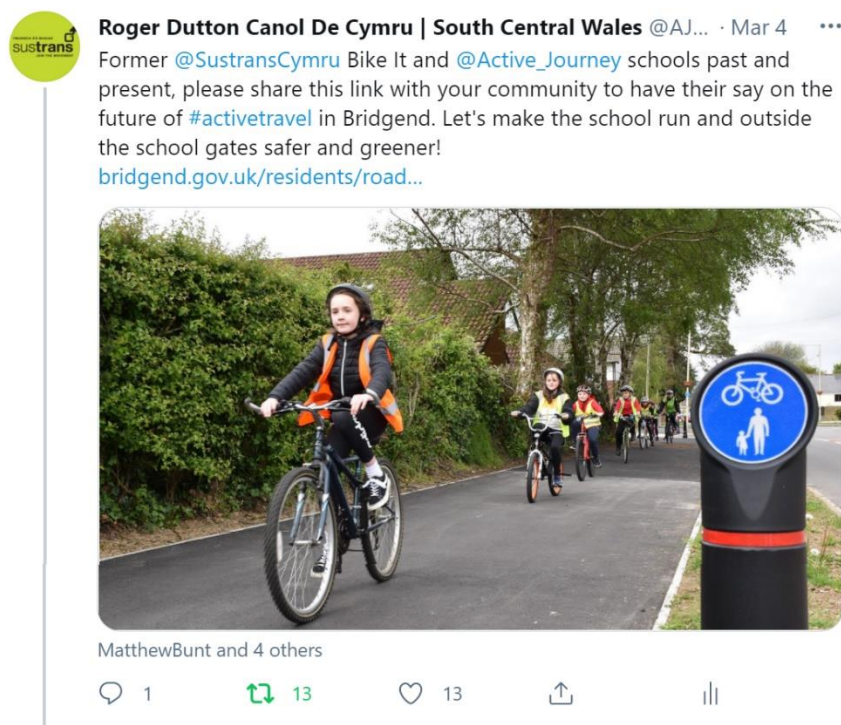 sustrans
JOIN THE MOVEMENT
Roger Dutton Canol De Cymru | South Central Wales @AJ... · Mar 4
Former @SustransCymru Bike It and @Active_Journey schools past and
present, please share this link with your community to have their say on the
future of #activetravel in Bridgend. Let's make the school run and outside
the school gates safer and greener!
bridgend.gov.uk/residents/road...
MatthewBunt and 4 others
1 13 13